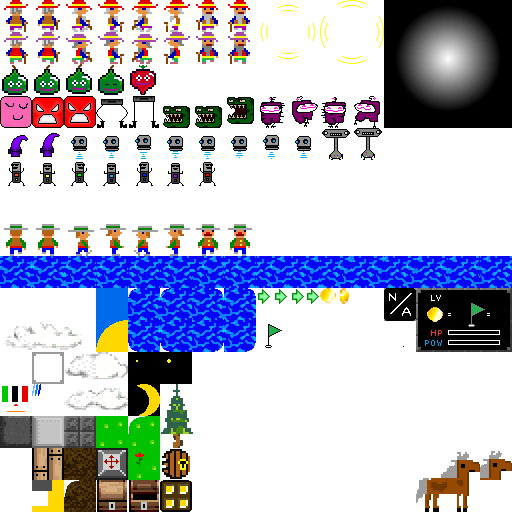 N/A
LV
=
=
HP
POW